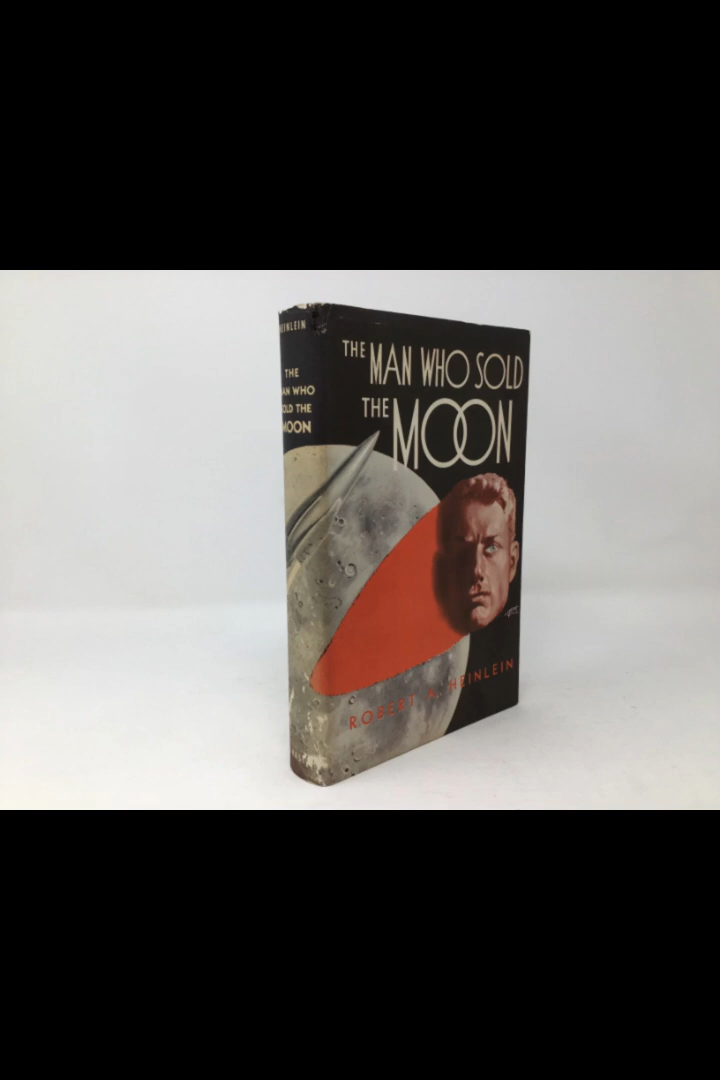 HEINLEIN
THE
MAN WHO
SOLD THE
MOON
THE MAN WHO SOLD
THE MOON
ROBERT A. HEINLEIN